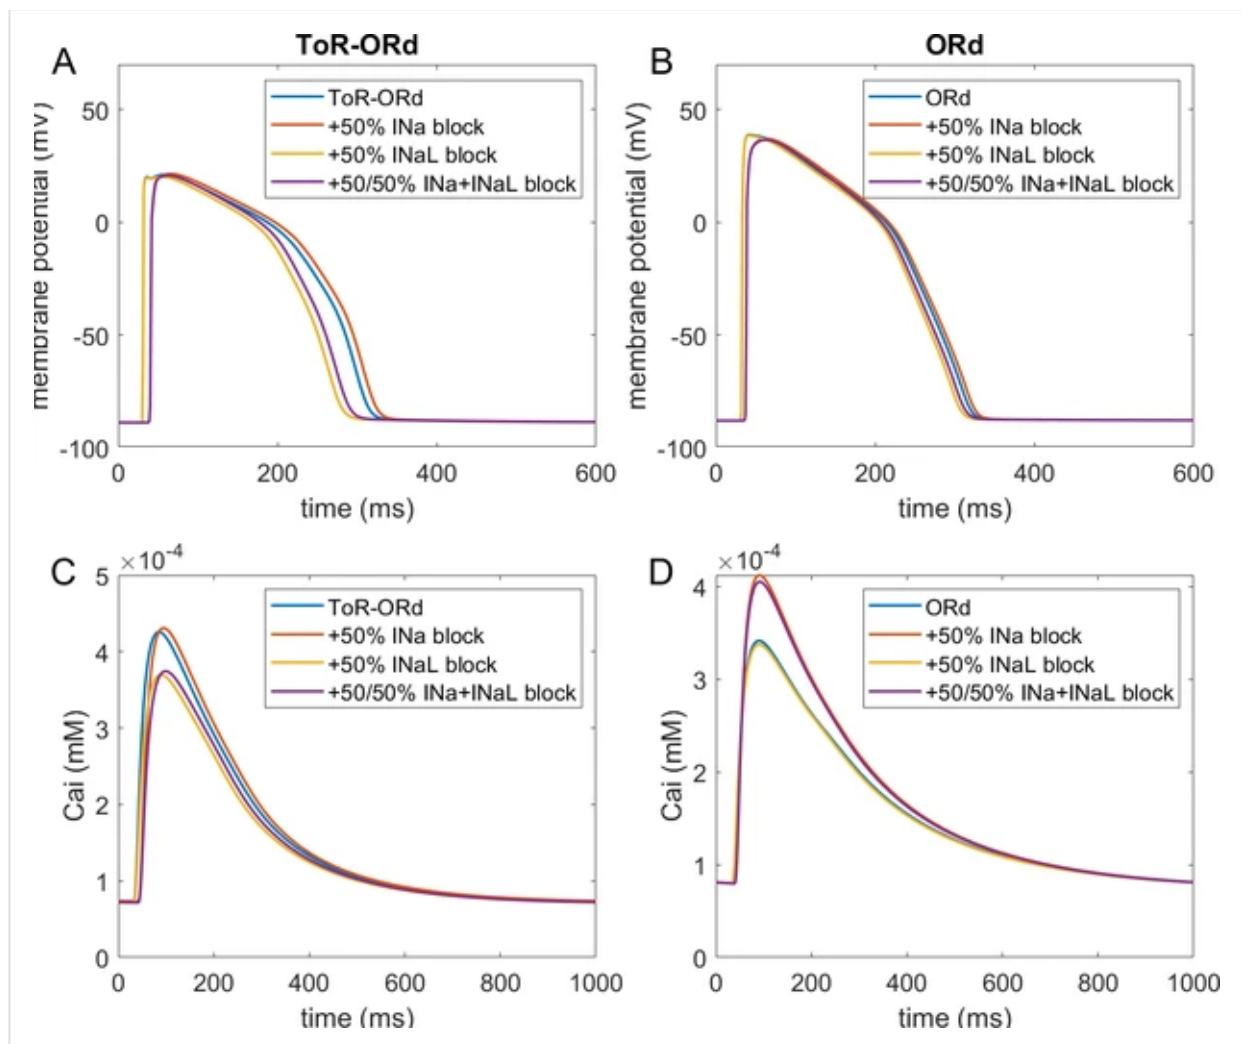 ToR-ORd
ORd
A
B
ToR-ORd
+50% INa block
+50% INaL block
+50/50% INa+INaL block
ORd
+50% INa block
+50% INaL block
+50/50% INa+INaL block
50
0
-50
-100
membrane potential (mV)
50
0
-50
-100
membrane potential (mV)
0 200 400 600
0 200 400 600
time (ms)
time (ms)
C
×10⁻⁴
D
×10⁻⁴
ToR-ORd
+50% INa block
+50% INaL block
+50/50% INa+INaL block
ORd
+50% INa block
+50% INaL block
+50/50% INa+INaL block
5
4
3
2
1
0
Cai (mM)
4
3
2
1
0
Cai (mM)
0 200 400 600 800 1000
0 200 400 600 800 1000
time (ms)
time (ms)